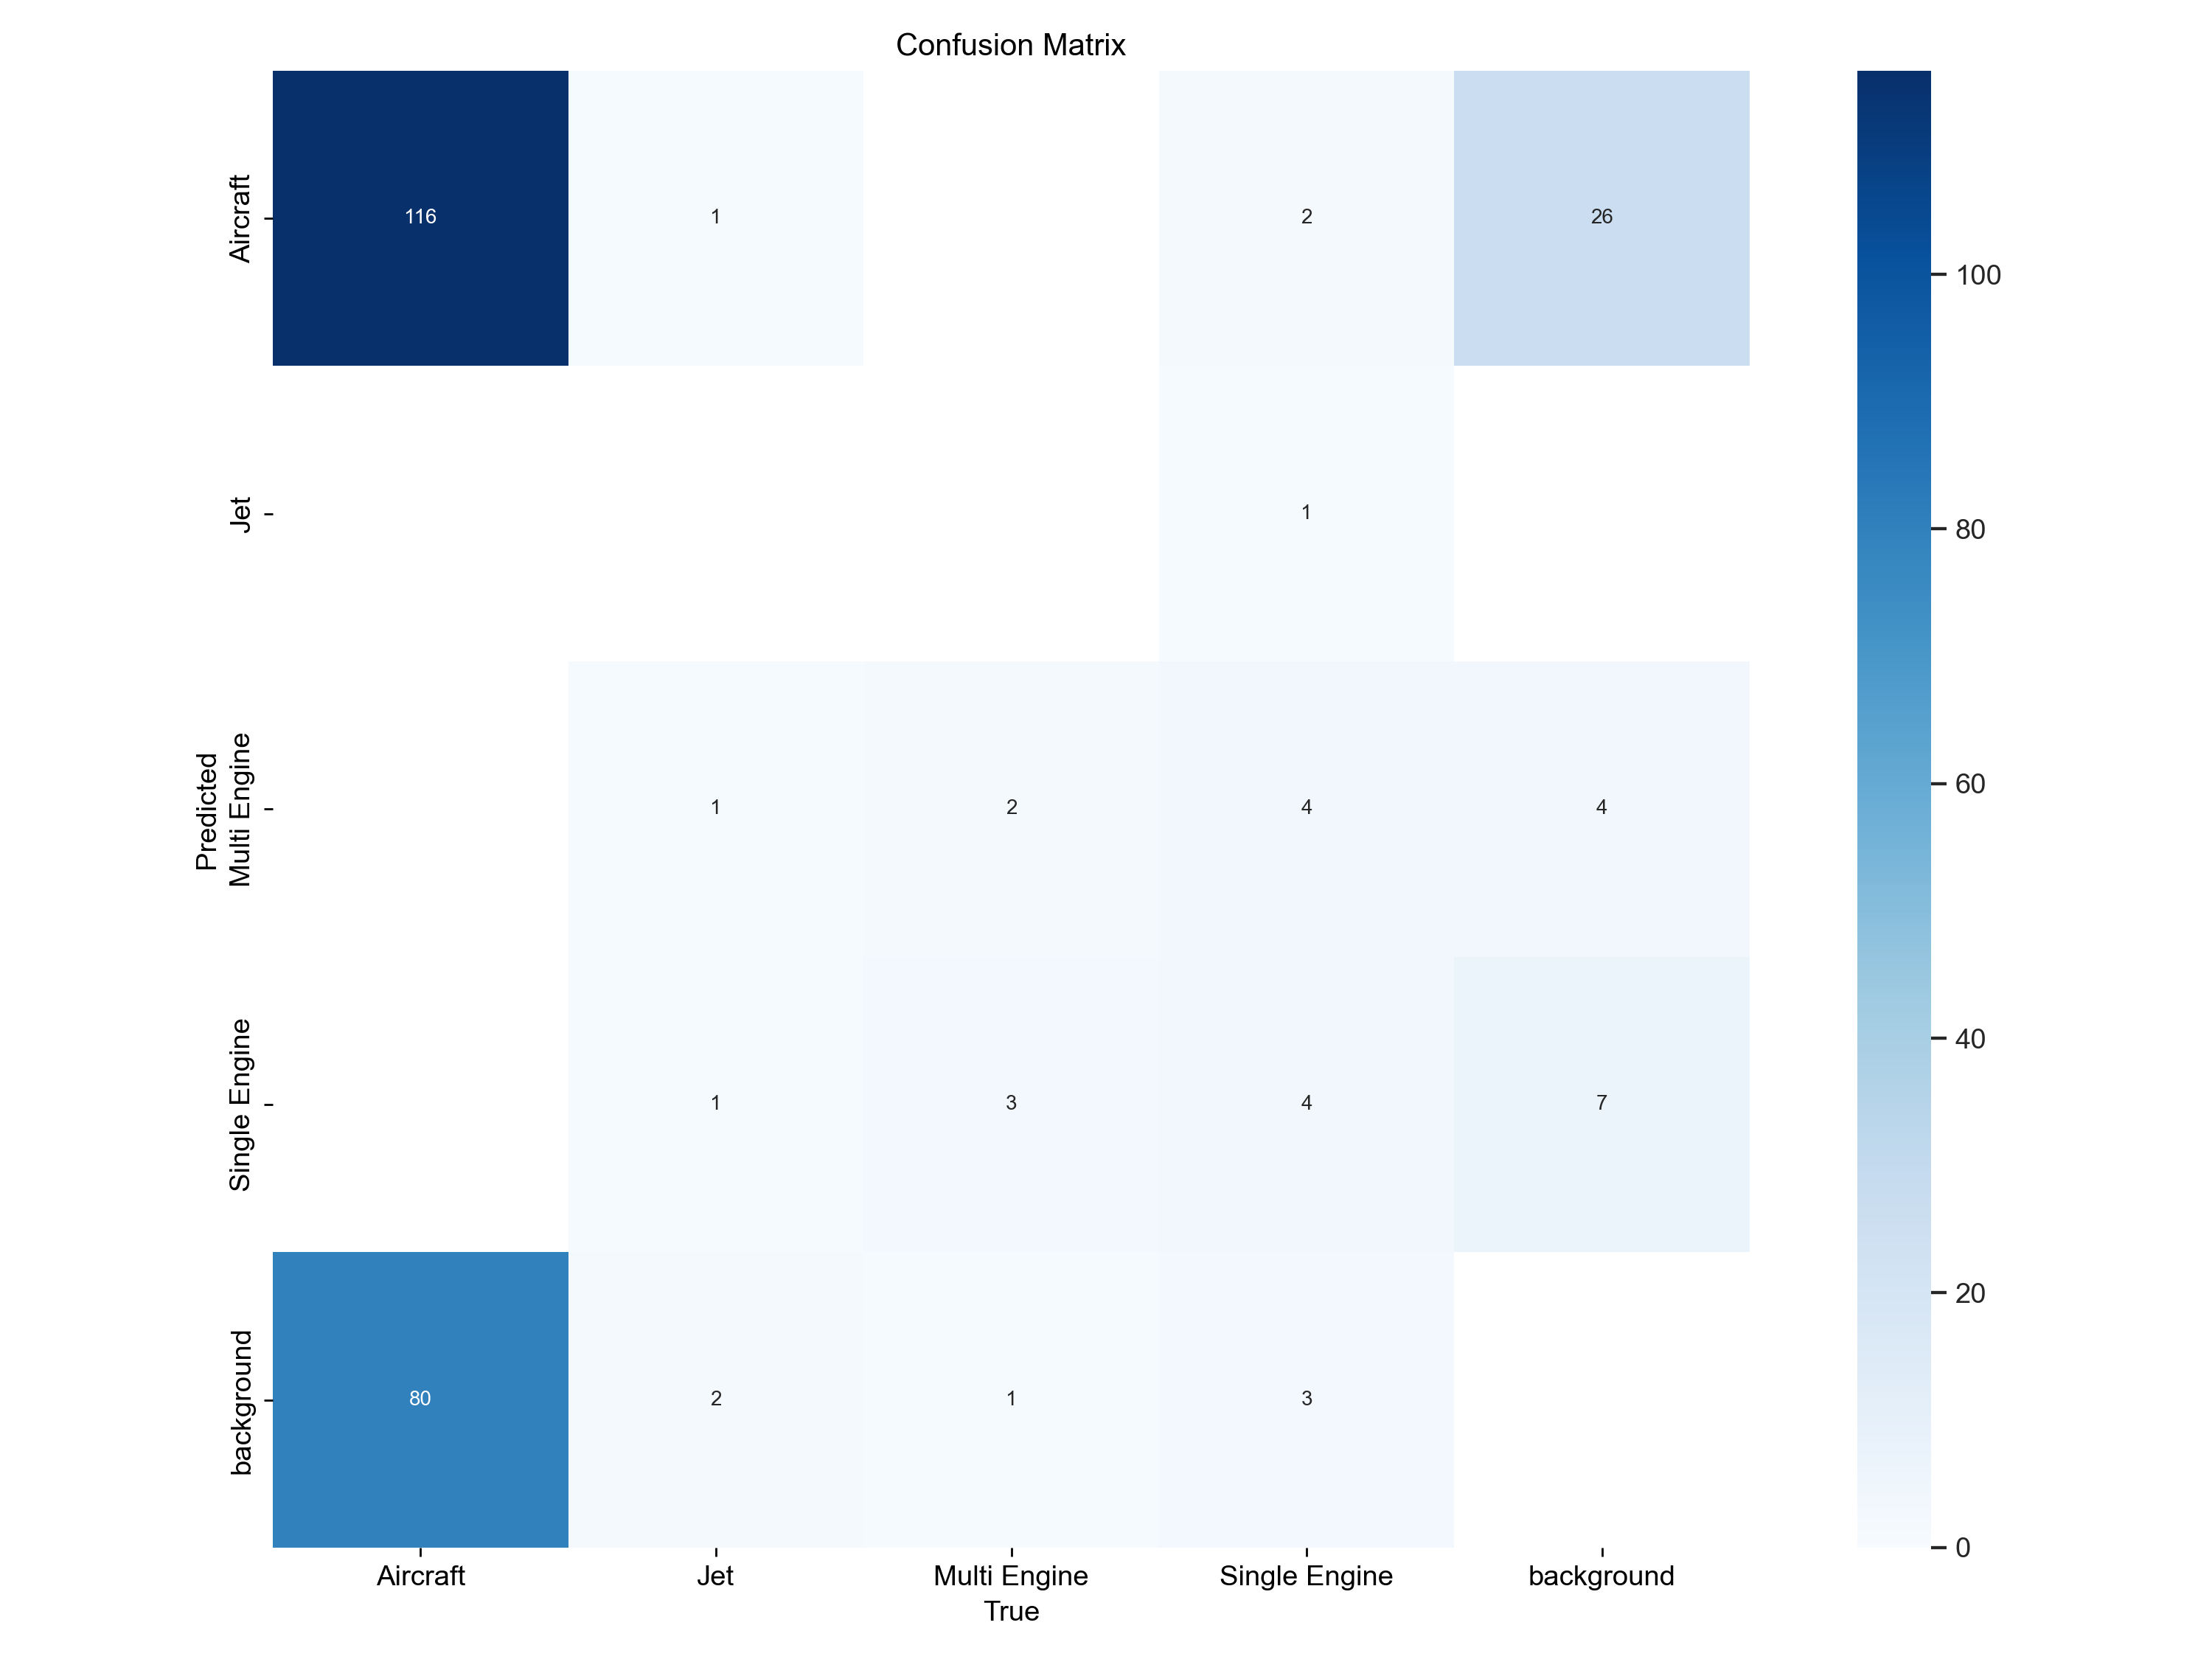 Confusion Matrix
Aircraft
116 1 2 26
100
Jet
1
80
Predicted
Multi Engine
1 2 4 4
60
Single Engine
1 3 4 7
40
background
80 2 1 3
20
0
Aircraft Jet Multi Engine Single Engine background
True